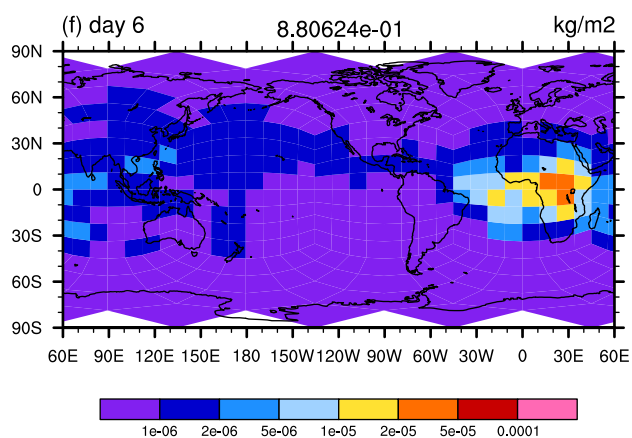 (f) day 6 8.80624e-01 kg/m2
90N
60N
30N
0
30S
60S
90S
60E 90E 120E 150E 180 150W 120W 90W 60W 30W 0 30E 60E
1e-06 2e-06 5e-06 1e-05 2e-05 5e-05 0.0001